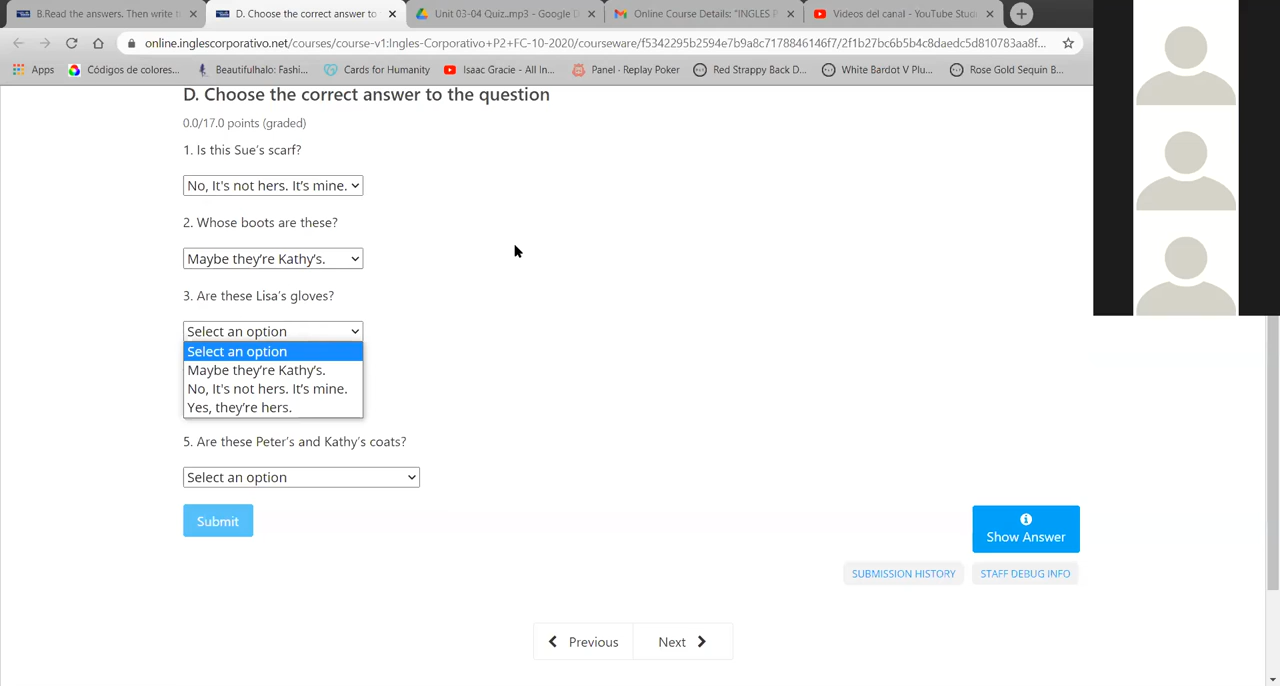 B.Read the answers. Then write t
D. Choose the correct answer to
Unit 03-04 Quiz..mp3 - Google D
Online Course Details: "INGLES P
Videos del canal - YouTube Stud
online.inglescorporativo.net/courses/course-v1:Ingles-Corporativo+P2+FC-10-2020/courseware/f5342295b2594e7b9a8c7178846146f7/2f1b27bc6b5b4c8daedc5d810783aa8f...
Apps
Códigos de colores...
Beautifulhalo: Fashi...
Cards for Humanity
Isaac Gracie - All In...
Panel · Replay Poker
Red Strappy Back D...
White Bardot V Plu...
Rose Gold Sequin B...
D. Choose the correct answer to the question
0.0/17.0 points (graded)
1. Is this Sue's scarf?
No, It's not hers. It's mine.
2. Whose boots are these?
Maybe they're Kathy's.
3. Are these Lisa's gloves?
Select an option
Select an option
Maybe they're Kathy's.
No, It's not hers. It's mine.
Yes, they're hers.
5. Are these Peter's and Kathy's coats?
Select an option
Submit
Show Answer
SUBMISSION HISTORY
STAFF DEBUG INFO
Previous
Next